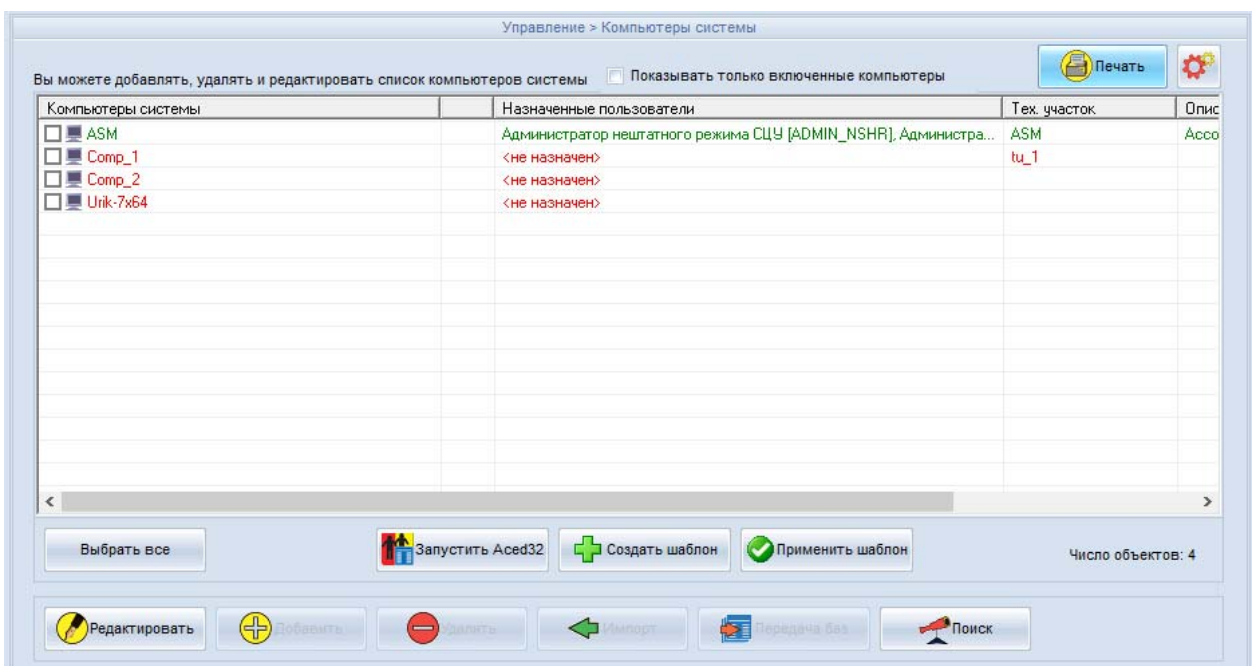 Управление > Компьютеры системы
Печать
Вы можете добавлять, удалять и редактировать список компьютеров системы Показывать только включенные компьютеры
Компьютеры системы Назначенные пользователи Тех. участок Опис
ASM Администратор нештатного режима СЦУ [ADMIN_NSHR], Администра... ASM Acco
Comp_1 <не назначен> tu_1
Comp_2 <не назначен>
Urik-7x64 <не назначен>
Выбрать все Запустить Aced32 Создать шаблон Применить шаблон Число объектов: 4
Редактировать Добавить Удалить Импорт Передача баз Поиск